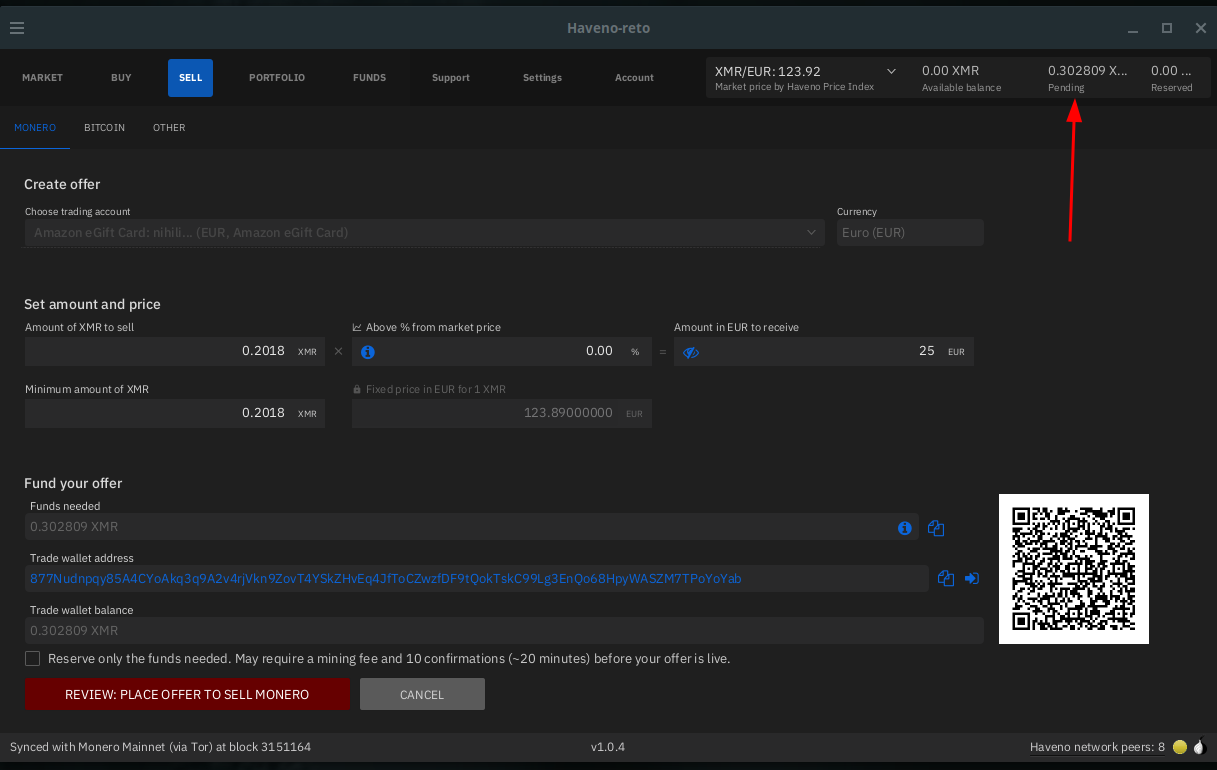 Haveno-reto
MARKET BUY SELL PORTFOLIO FUNDS Support Settings Account
XMR/EUR: 123.92
Market price by Haveno Price Index
0.00 XMR
Available balance
0.302809 X...
Pending
0.00 ...
Reserved
MONERO BITCOIN OTHER
Create offer
Choose trading account
Amazon eGift Card: nihili... (EUR, Amazon eGift Card)
Currency
Euro (EUR)
Set amount and price
Amount of XMR to sell
0.2018 XMR
×
Above % from market price
0.00 %
=
Amount in EUR to receive
25 EUR
Minimum amount of XMR
0.2018 XMR
Fixed price in EUR for 1 XMR
123.89000000 EUR
Fund your offer
Funds needed
0.302809 XMR
Trade wallet address
877Nudnpqy85A4CYoAkq3q9A2v4rjVkn9ZovT4YSkZHvEq4JfToCZwzfDF9tQokTskC99Lg3EnQo68HpyWASZM7TPoYoYab
Trade wallet balance
0.302809 XMR
Reserve only the funds needed. May require a mining fee and 10 confirmations (~20 minutes) before your offer is live.
REVIEW: PLACE OFFER TO SELL MONERO
CANCEL
Synced with Monero Mainnet (via Tor) at block 3151164
v1.0.4
Haveno network peers: 8